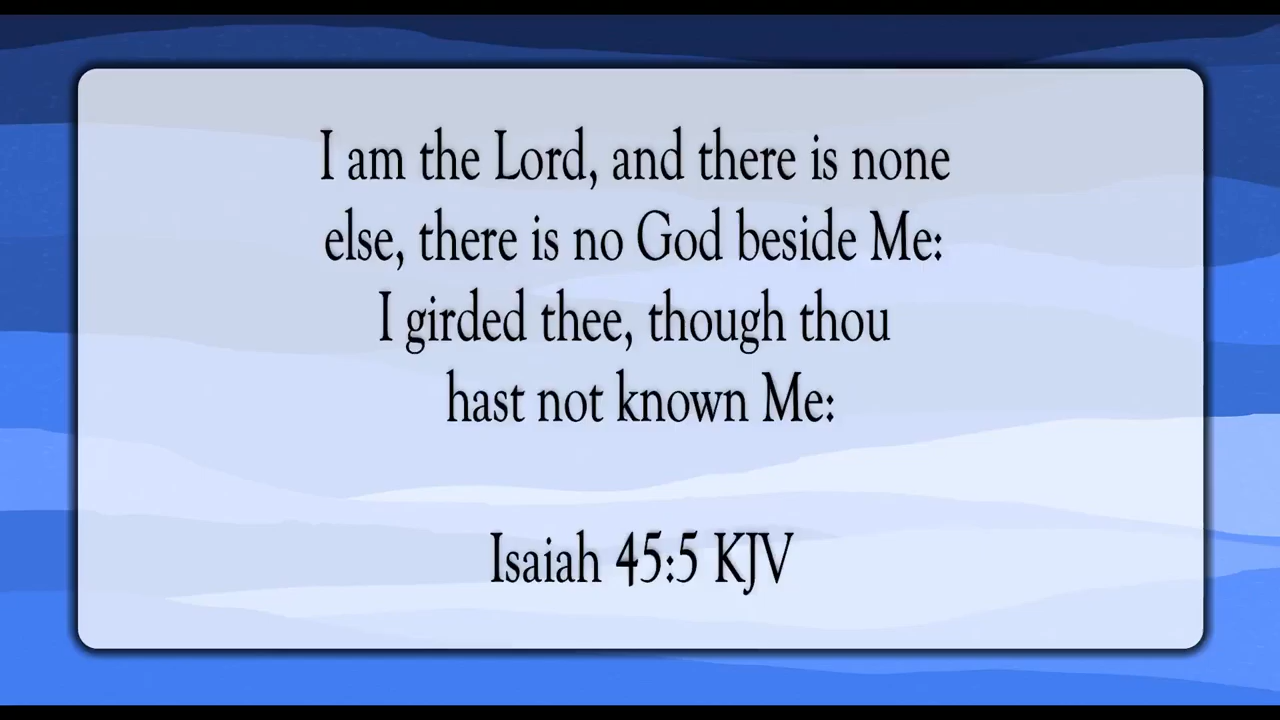 I am the Lord, and there is none
else, there is no God beside Me:
I girded thee, though thou
hast not known Me:
Isaiah 45:5 KJV